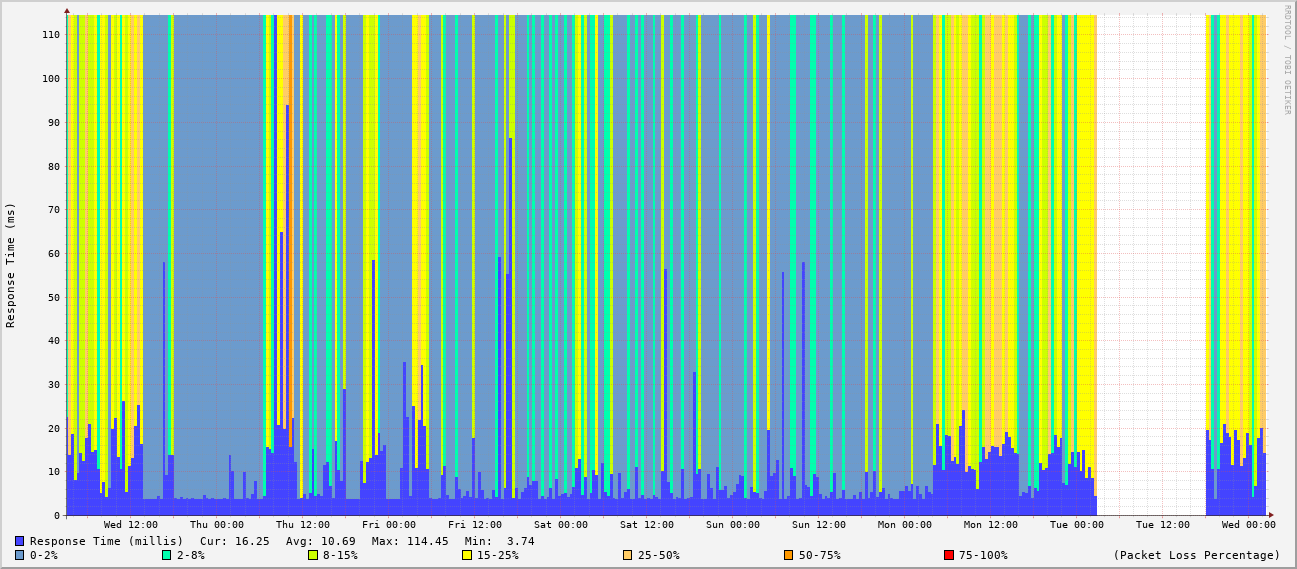 RRDTOOL / TOBI OETIKER
Response Time (ms)
110
100
90
80
70
60
50
40
30
20
10
0
Wed 12:00 Thu 00:00 Thu 12:00 Fri 00:00 Fri 12:00 Sat 00:00 Sat 12:00 Sun 00:00 Sun 12:00 Mon 00:00 Mon 12:00 Tue 00:00 Tue 12:00 Wed 00:00
Response Time (millis) Cur: 16.25 Avg: 10.69 Max: 114.45 Min: 3.74
0-2% 2-8% 8-15% 15-25% 25-50% 50-75% 75-100% (Packet Loss Percentage)